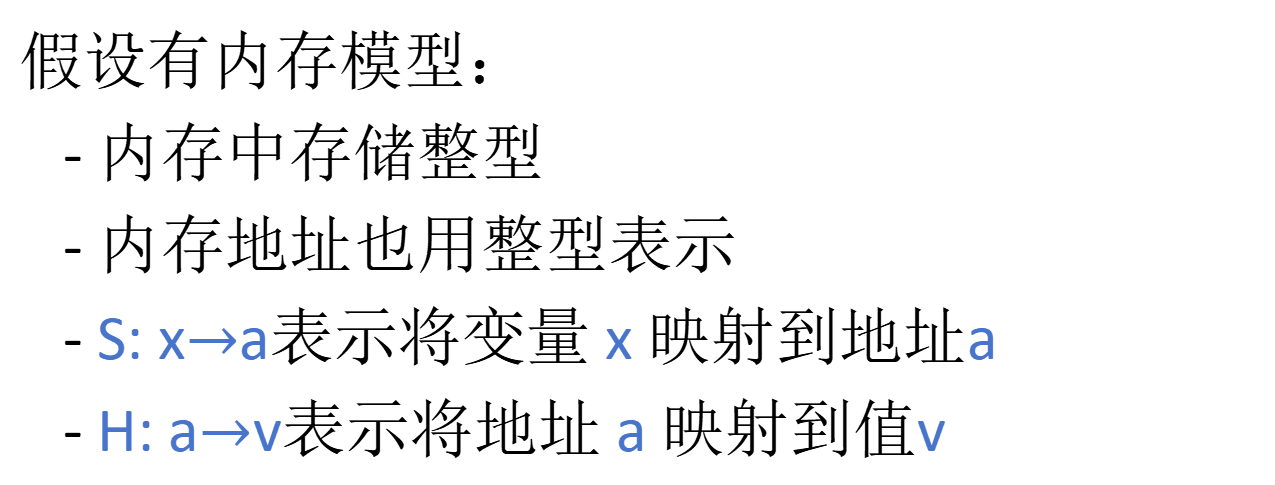 假设有内存模型：
- 内存中存储整型
- 内存地址也用整型表示
- S: x→a表示将变量 x 映射到地址a
- H: a→v表示将地址 a 映射到值v